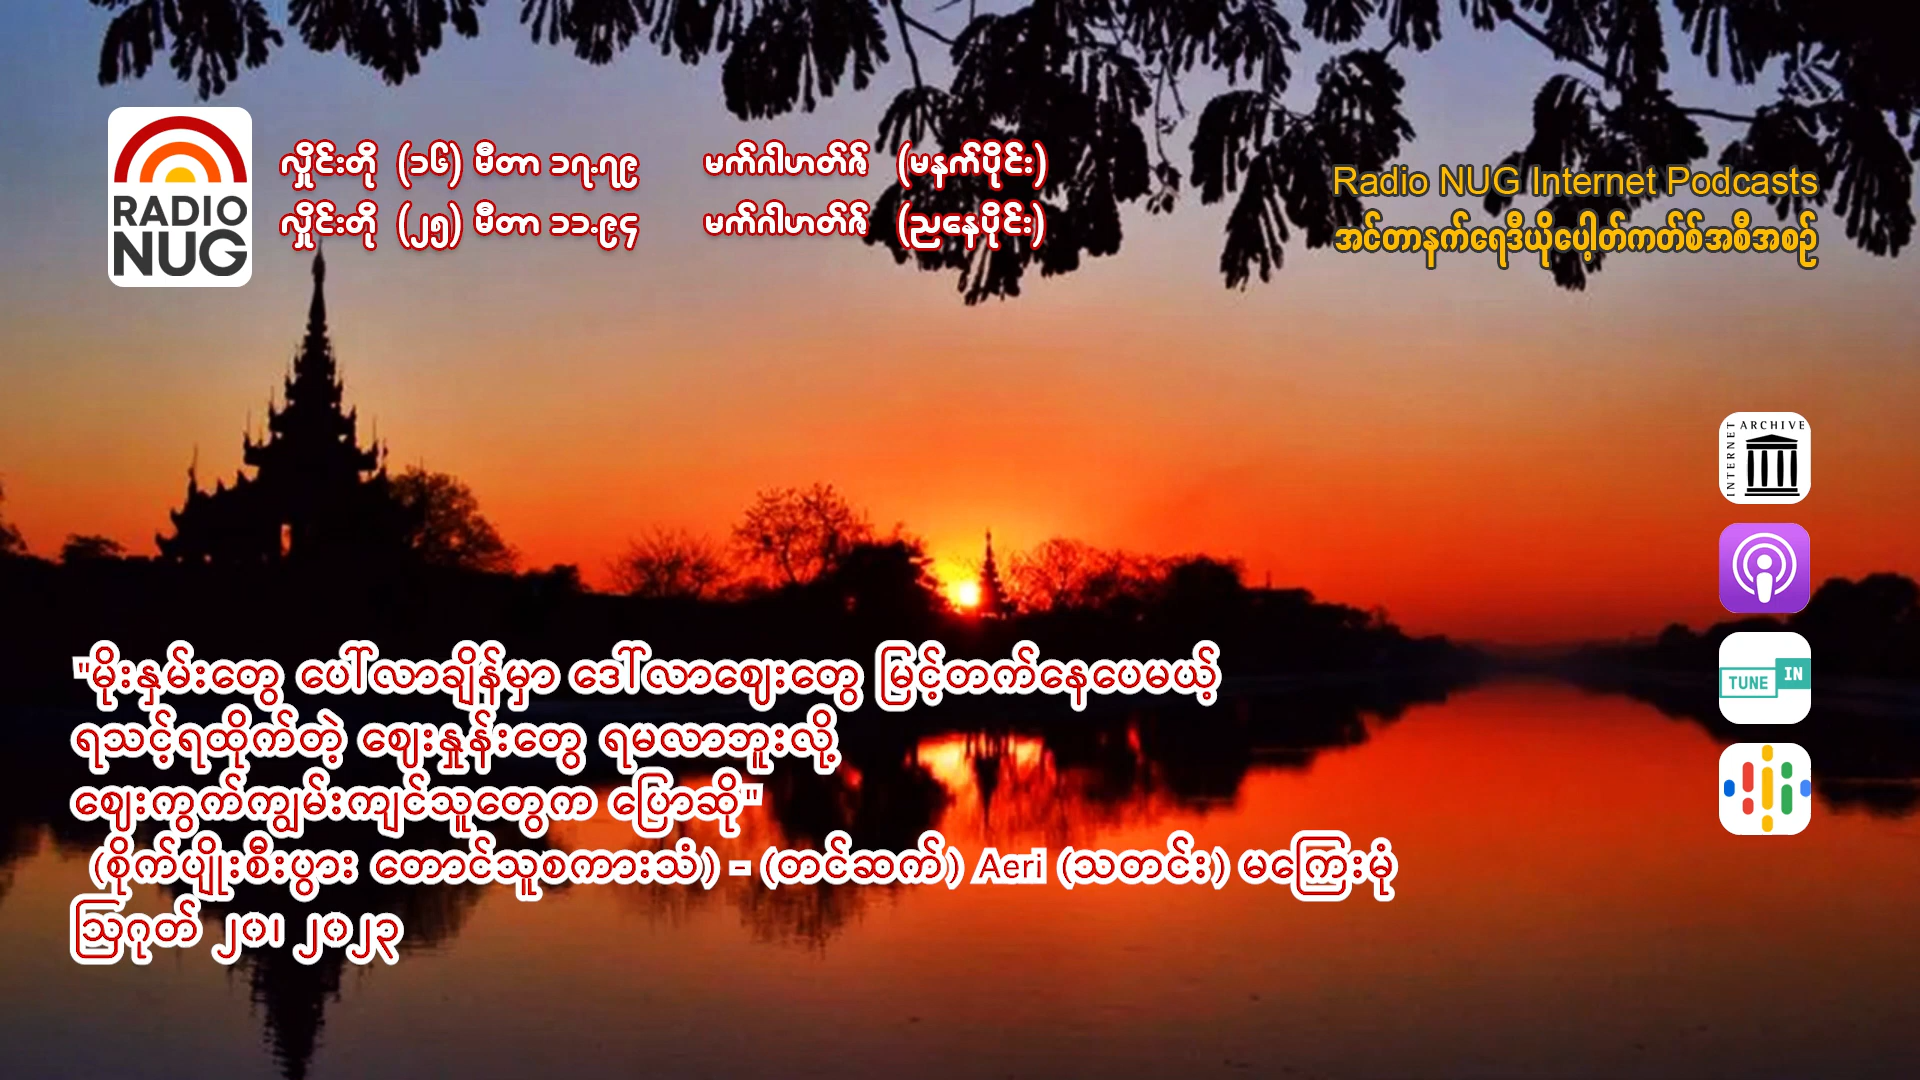 RADIO
NUG
လှိုင်းတို (၁၆) မီတာ ၁၇.၇၉ မက်ဂါဟတ်ဇ် (မနက်ပိုင်း)
လှိုင်းတို (၂၅) မီတာ ၁၁.၉၄ မက်ဂါဟတ်ဇ် (ညနေပိုင်း)
Radio NUG Internet Podcasts
အင်တာနက်ရေဒီယိုပေါ့တ်ကတ်စ်အစီအစဉ်
INTERNET ARCHIVE
TUNE IN
"မိုးနှမ်းတွေ ပေါ်လာချိန်မှာ ဒေါ်လာဈေးတွေ မြင့်တက်နေပေမယ့်
ရသင့်ရထိုက်တဲ့ ဈေးနှုန်းတွေ ရမလာဘူးလို့
ဈေးကွက်ကျွမ်းကျင်သူတွေက ပြောဆို"
(စိုက်ပျိုးစီးပွား တောင်သူစကားသံ) - (တင်ဆက်) Aeri (သတင်း) မကြေးမုံ
ဩဂုတ် ၂၀၊ ၂၀၂၃